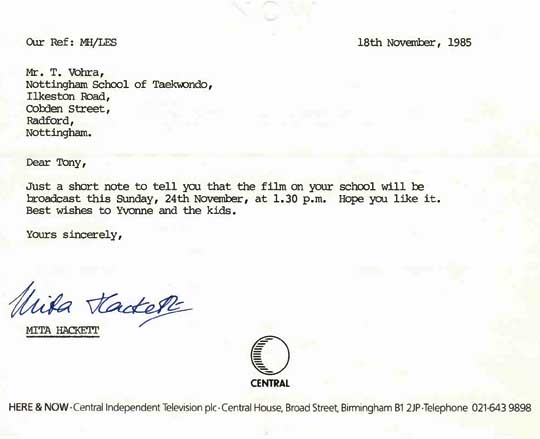 Our Ref: MH/LES 18th November, 1985
Mr. T. Vohra,
Nottingham School of Taekwondo,
Ilkeston Road,
Cobden Street,
Radford,
Nottingham.
Dear Tony,
Just a short note to tell you that the film on your school will be
broadcast this Sunday, 24th November, at 1.30 p.m. Hope you like it.
Best wishes to Yvonne and the kids.
Yours sincerely,
Mita Hackett
MITA HACKETT
CENTRAL
HERE & NOW·Central Independent Television plc·Central House, Broad Street, Birmingham B1 2JP·Telephone 021-643 9898